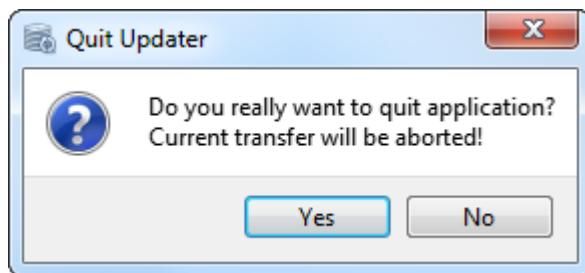 Quit Updater
Do you really want to quit application?
Current transfer will be aborted!
Yes
No